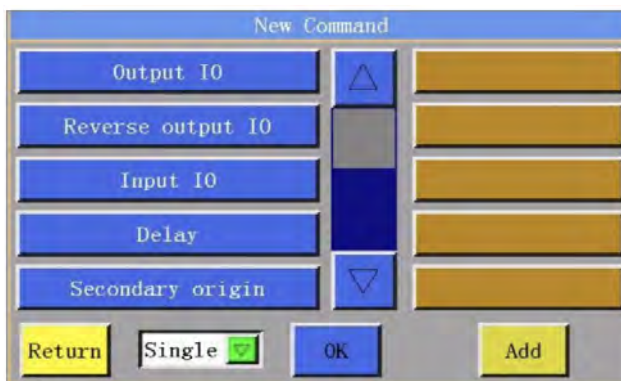 New Command
Output IO
Reverse output IO
Input IO
Delay
Secondary origin
Return
Single
OK
Add